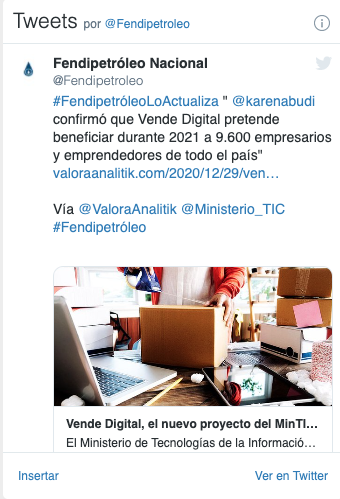 Tweets por @Fendipetroleo
Fendipetróleo Nacional
@Fendipetroleo
#FendipetróleoLoActualiza " @karenabudi
confirmó que Vende Digital pretende
beneficiar durante 2021 a 9.600 empresarios
y emprendedores de todo el país"
valoraanalitik.com/2020/12/29/ven…
Vía @ValoraAnalitik @Ministerio_TIC
#Fendipetróleo
Vende Digital, el nuevo proyecto del MinTI...
El Ministerio de Tecnologías de la Informació...
Insertar Ver en Twitter